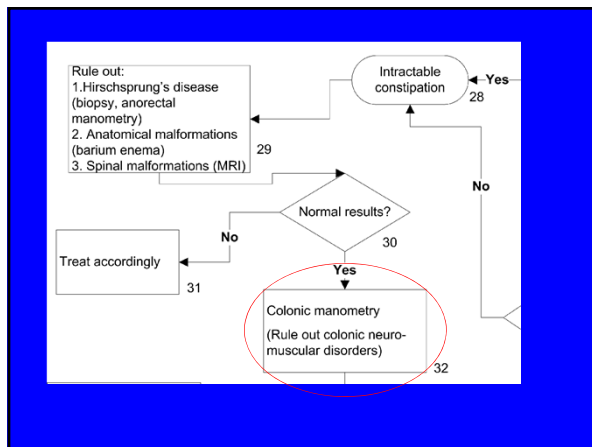 Rule out:
1.Hirschsprung's disease
(biopsy, anorectal
manometry)
2. Anatomical malformations
(barium enema)
3. Spinal malformations (MRI)
29
Intractable
constipation
28
Yes
No
Normal results?
30
No
Yes
Treat accordingly
31
Colonic manometry
(Rule out colonic neuro-
muscular disorders)
32